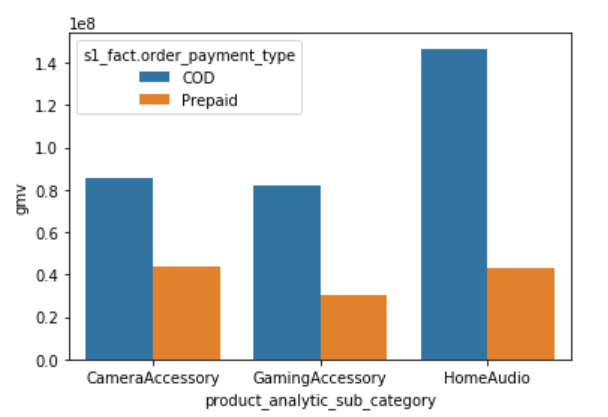 1e8
s1_fact.order_payment_type
COD
Prepaid
1.4
1.2
1.0
0.8
0.6
0.4
0.2
0.0
gmv
CameraAccessory GamingAccessory HomeAudio
product_analytic_sub_category